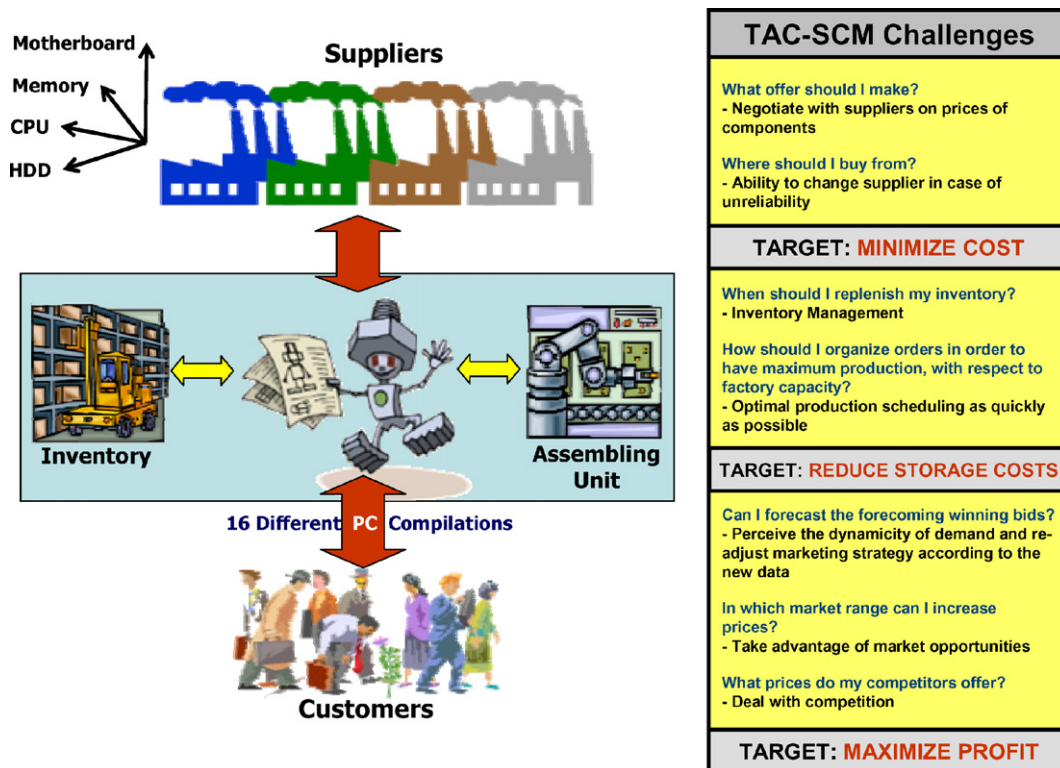 Motherboard
Memory
CPU
HDD
Suppliers
Inventory
Assembling
Unit
16 Different PC Compilations
Customers
TAC-SCM Challenges
What offer should I make?
- Negotiate with suppliers on prices of
components
Where should I buy from?
- Ability to change supplier in case of
unreliability
TARGET: MINIMIZE COST
When should I replenish my inventory?
- Inventory Management
How should I organize orders in order to
have maximum production, with respect to
factory capacity?
- Optimal production scheduling as quickly
as possible
TARGET: REDUCE STORAGE COSTS
Can I forecast the forecoming winning bids?
- Perceive the dynamicity of demand and re-
adjust marketing strategy according to the
new data
In which market range can I increase
prices?
- Take advantage of market opportunities
What prices do my competitors offer?
- Deal with competition
TARGET: MAXIMIZE PROFIT